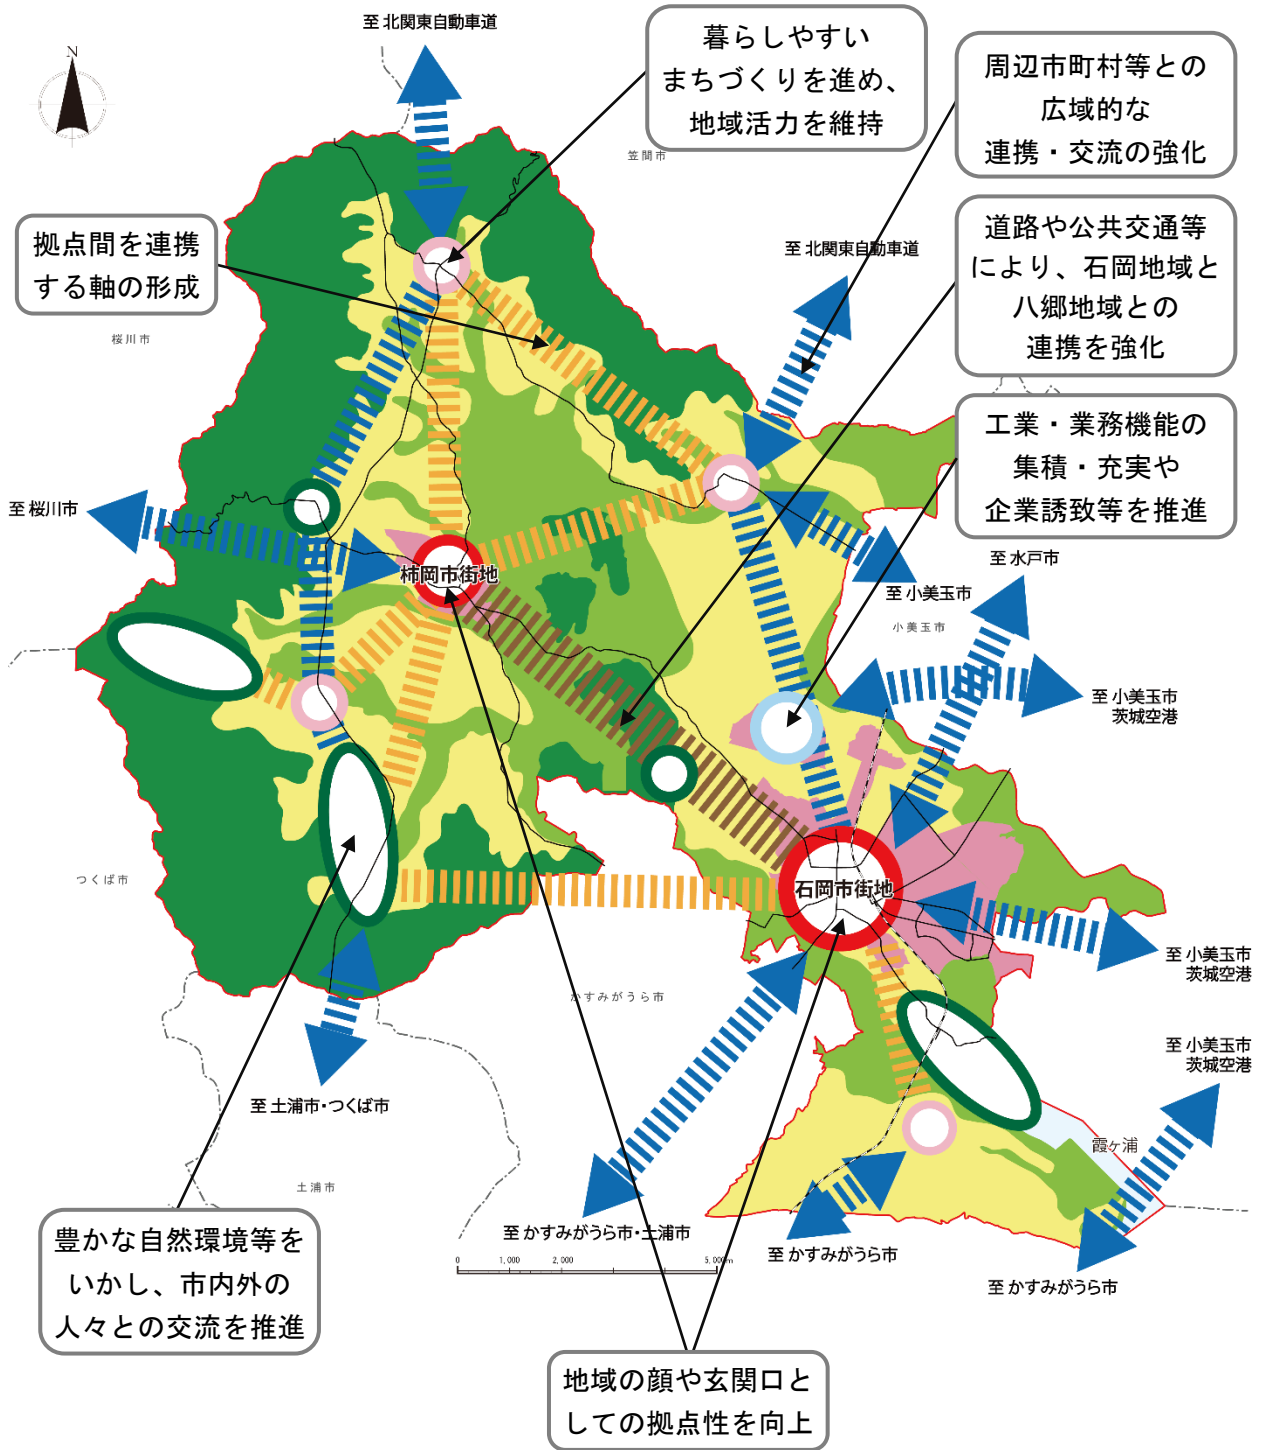 至 北関東自動車道
N
暮らしやすい
まちづくりを進め、
地域活力を維持
周辺市町村等との
広域的な
連携・交流の強化
笠間市
拠点間を連携
する軸の形成
道路や公共交通等
により、石岡地域と
八郷地域との
連携を強化
至 北関東自動車道
桜川市
工業・業務機能の
集積・充実や
企業誘致等を推進
至 桜川市
至 水戸市
柿岡市街地
至 小美玉市
小美玉市
至 小美玉市
茨城空港
つくば市
石岡市街地
至 小美玉市
茨城空港
かすみがうら市
至 小美玉市
茨城空港
至 土浦市・つくば市
霞ヶ浦
土浦市
至 かすみがうら市・土浦市
至 かすみがうら市
至 かすみがうら市
0 1,000 2,000 5,000m
豊かな自然環境等を
いかし、市内外の
人々との交流を推進
地域の顔や玄関口と
しての拠点性を向上